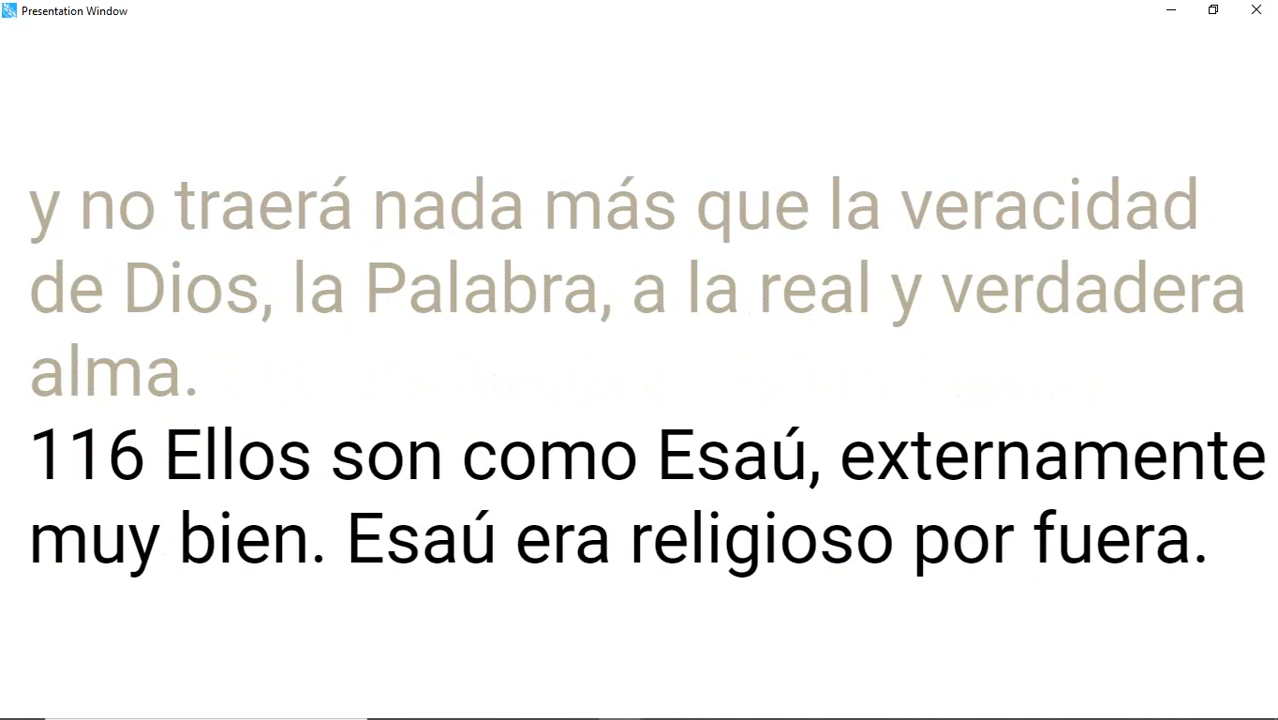 Presentation Window
y no traerá nada más que la veracidad
de Dios, la Palabra, a la real y verdadera
alma.
116 Ellos son como Esaú, externamente
muy bien. Esaú era religioso por fuera.